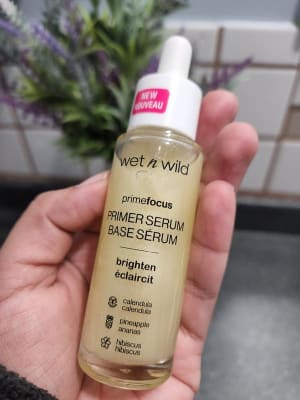 NEW
NOUVEAU
wet n wild
primefocus
PRIMER SERUM
BASE SÉRUM
brighten
éclaircit
calendula
calendula
pineapple
ananas
hibiscus
hibiscus